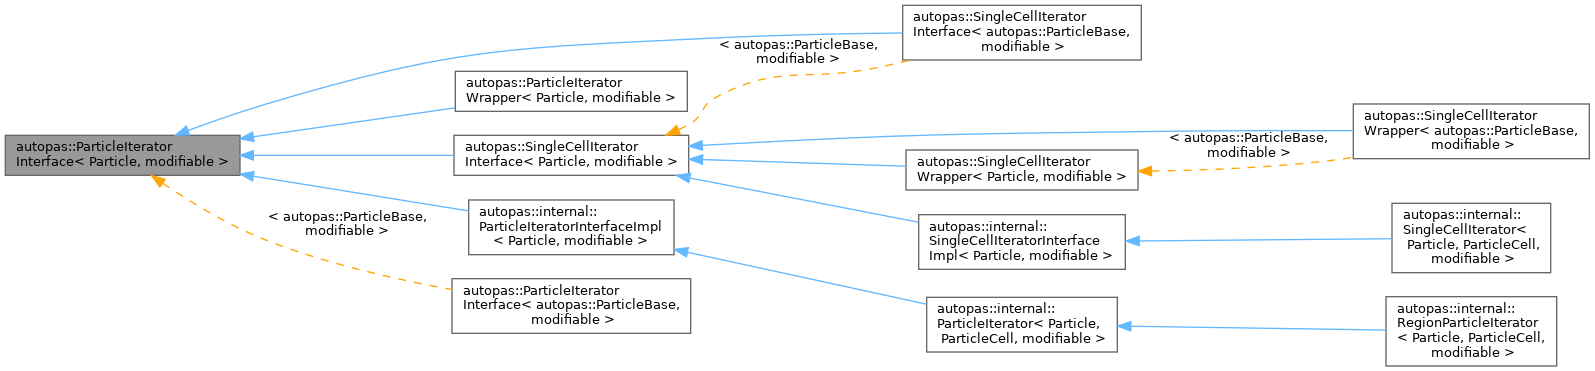 autopas::ParticleIterator
Interface< Particle, modifiable >
autopas::ParticleIterator
Wrapper< Particle, modifiable >
autopas::SingleCellIterator
Interface< Particle, modifiable >
autopas::internal::
ParticleIteratorInterfaceImpl
< Particle, modifiable >
autopas::ParticleIterator
Interface< autopas::ParticleBase,
modifiable >
< autopas::ParticleBase,
modifiable >
autopas::SingleCellIterator
Interface< autopas::ParticleBase,
modifiable >
< autopas::ParticleBase,
modifiable >
autopas::SingleCellIterator
Wrapper< Particle, modifiable >
autopas::internal::
SingleCellIteratorInterface
Impl< Particle, modifiable >
autopas::internal::
ParticleIterator< Particle,
ParticleCell, modifiable >
autopas::SingleCellIterator
Wrapper< autopas::ParticleBase,
modifiable >
< autopas::ParticleBase,
modifiable >
autopas::internal::
SingleCellIterator<
Particle, ParticleCell,
modifiable >
autopas::internal::
RegionParticleIterator
< Particle, ParticleCell,
modifiable >